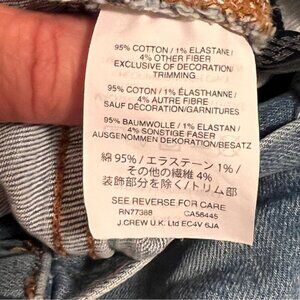 95% COTTON / 1% ELASTANE /
4% OTHER FIBER
EXCLUSIVE OF DECORATION/
TRIMMING
95% COTON / 1% ÉLASTHANNE /
4% AUTRE FIBRE
SAUF DÉCORATION/GARNITURES
95% BAUMWOLLE / 1% ELASTAN /
4% SONSTIGE FASER
AUSGENOMMEN DEKORATION/BESATZ
綿 95% / エラステーン 1% /
その他の繊維 4%
装飾部分を除く/トリム部
SEE REVERSE FOR CARE
RN77388 CA58445
J.CREW U.K. Ltd EC4V 6JA